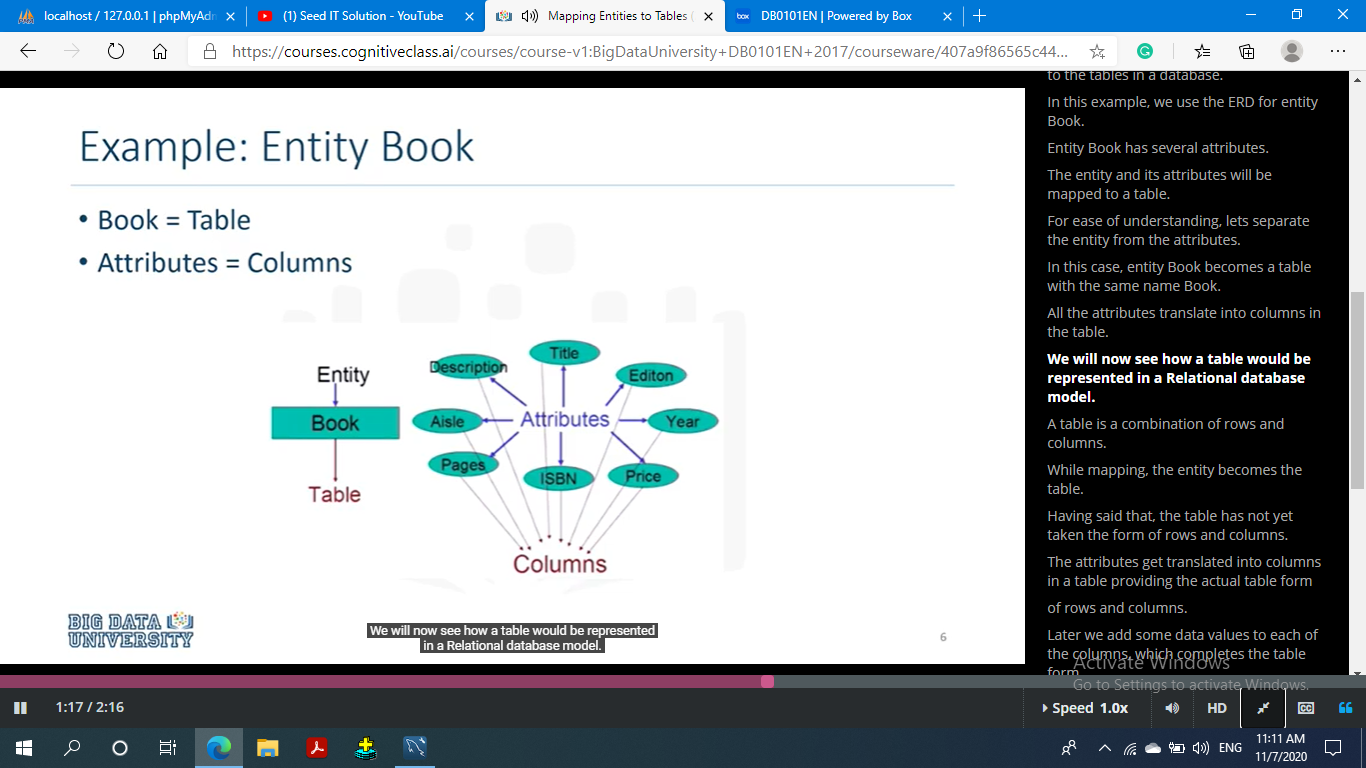 localhost / 127.0.0.1 | phpMyAdn
(1) Seed IT Solution - YouTube
Mapping Entities to Tables (
box
DB0101EN | Powered by Box
https://courses.cognitiveclass.ai/courses/course-v1:BigDataUniversity+DB0101EN+2017/courseware/407a9f86565c44...
Example: Entity Book
• Book = Table
• Attributes = Columns
Entity
Book
Table
Description
Title
Editon
Aisle
Attributes
Year
Pages
ISBN
Price
Columns
BIG DATA
UNIVERSITY
6
We will now see how a table would be represented
in a Relational database model.
to the tables in a database.
In this example, we use the ERD for entity
Book.
Entity Book has several attributes.
The entity and its attributes will be
mapped to a table.
For ease of understanding, lets separate
the entity from the attributes.
In this case, entity Book becomes a table
with the same name Book.
All the attributes translate into columns in
the table.
We will now see how a table would be
represented in a Relational database
model.
A table is a combination of rows and
columns.
While mapping, the entity becomes the
table.
Having said that, the table has not yet
taken the form of rows and columns.
The attributes get translated into columns
in a table providing the actual table form
of rows and columns.
Later we add some data values to each of
the columns, which completes the table
form.
Activate Windows
Go to Settings to activate Windows.
1:17 / 2:16
Speed 1.0x
HD
CC
ENG
11:11 AM
11/7/2020